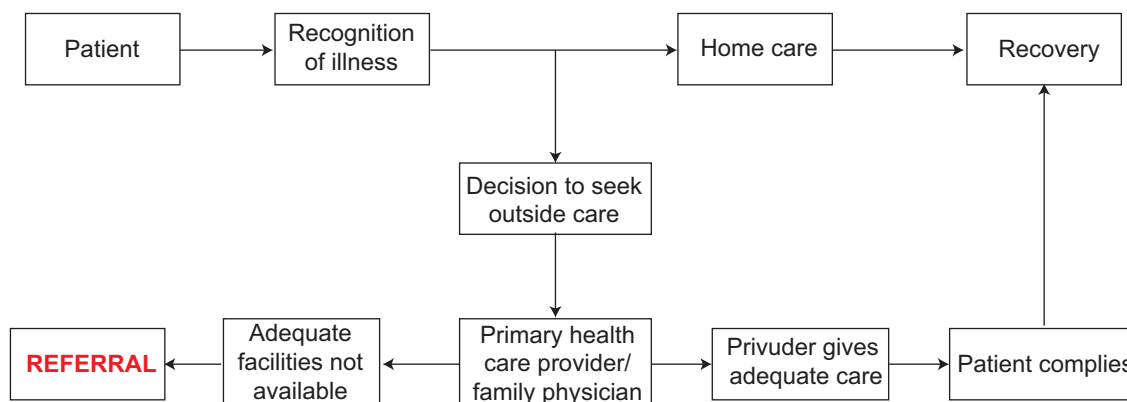 Patient
Recognition
of illness
Home care
Recovery
Decision to seek
outside care
REFERRAL
Adequate
facilities not
available
Primary health
care provider/
family physician
Privuder gives
adequate care
Patient complies